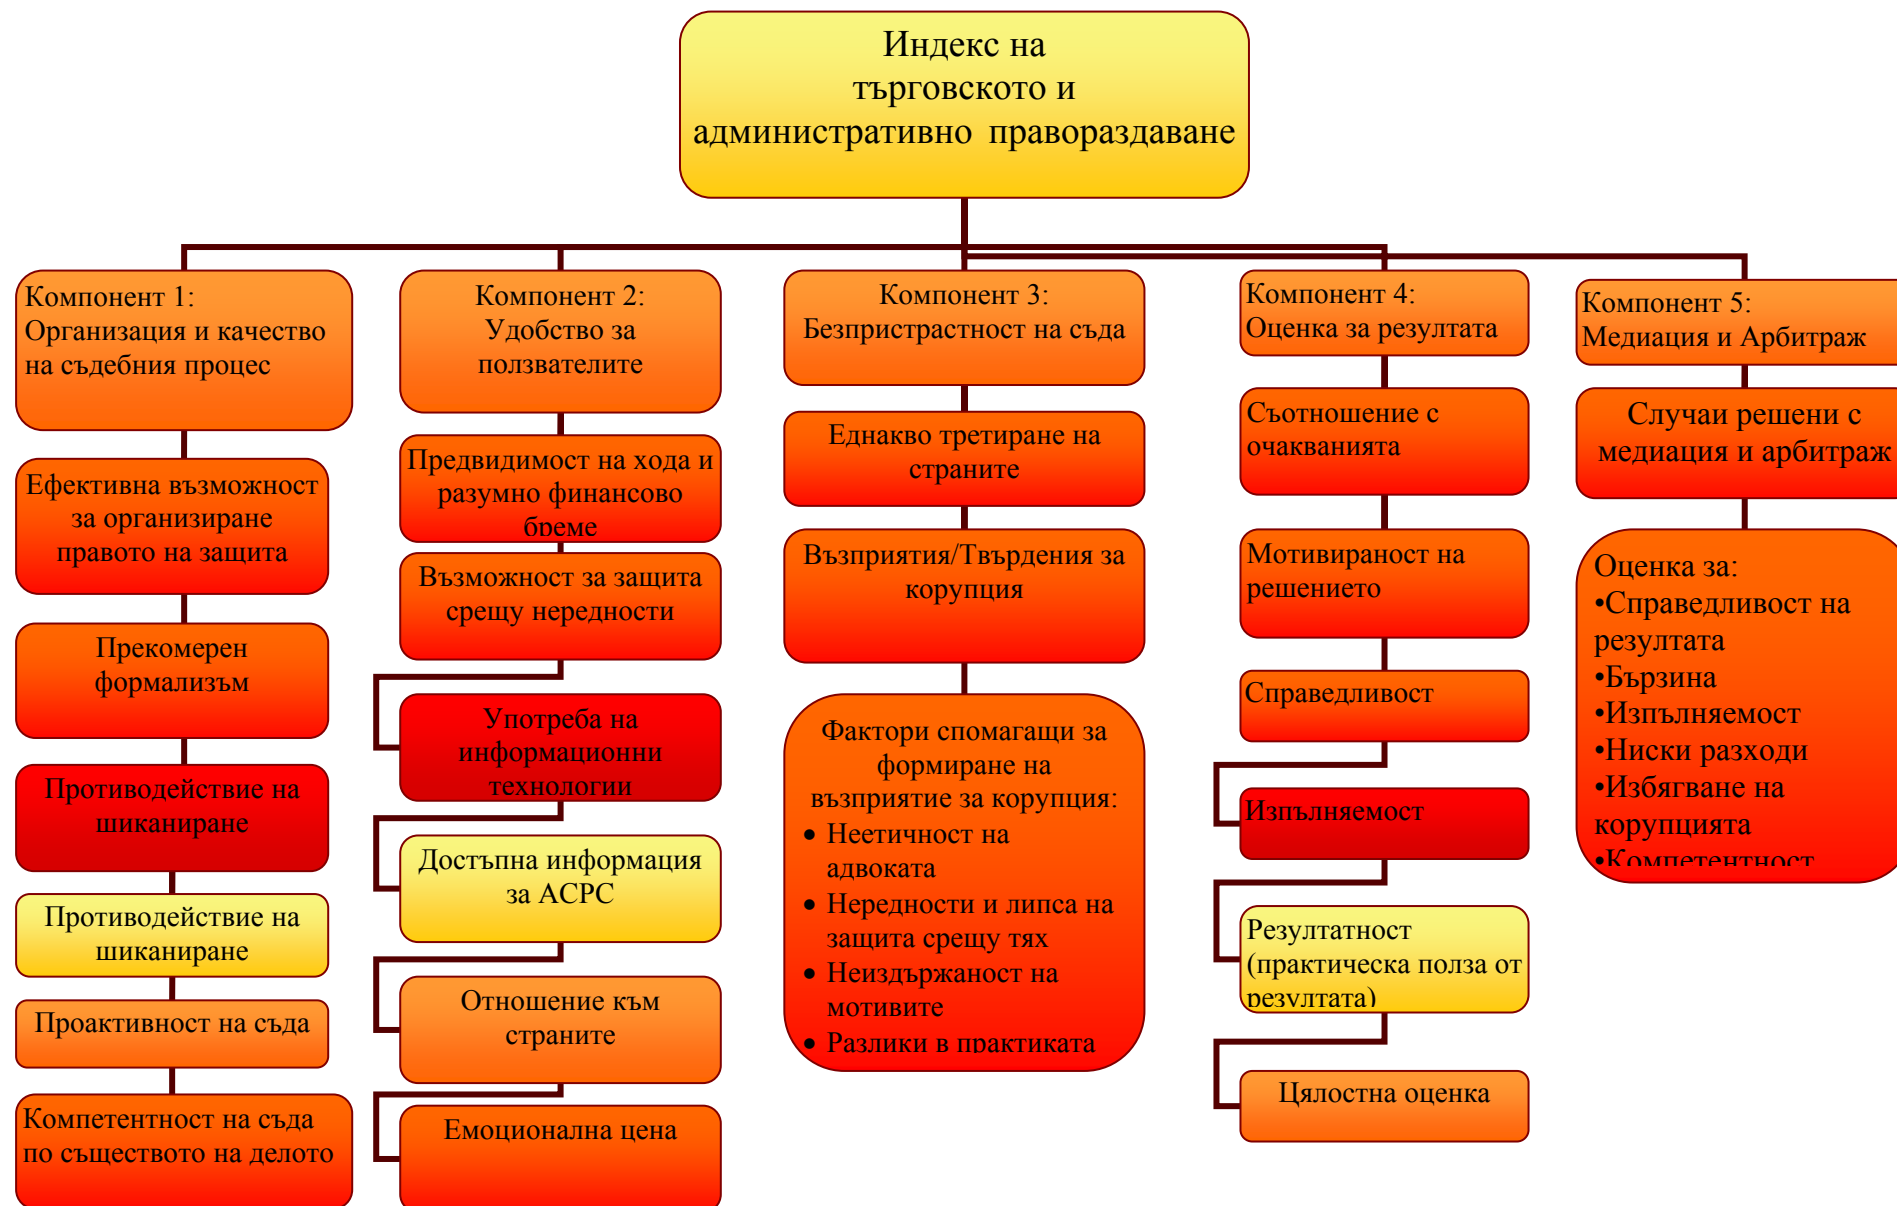 Индекс на
търговското и
административно правораздаване
Компонент 1:
Организация и качество
на съдебния процес
Ефективна възможност
за организиране
правото на защита
Прекомерен
формализъм
Противодействие на
шиканиране
Противодействие на
шиканиране
Проактивност на съда
Компетентност на съда
по същество на делото
Компонент 2:
Удобство за
ползвателите
Предвидимост на хода и
разумно финансово
бреме
Възможност за защита
срещу нередности
Употреба на
информационни
технологии
Достъпна информация
за АСРС
Отношение към
страните
Емоционална цена
Компонент 3:
Безпристрастност на съда
Еднакво третиране на
страните
Възприятия/Твърдения за
корупция
Фактори спомагащи за
формиране на
възприятие за корупция:
• Неетичност на
адвоката
• Нередности и липса на
защита срещу тях
• Неиздържаност на
мотивите
• Разлики в практиката
Компонент 4:
Оценка за резултата
Съотношение с
очакванията
Мотивираност на
решението
Справедливост
Изпълняемост
Резултатност
(практическа полза от
резултата)
Цялостна оценка
Компонент 5:
Медиация и Арбитраж
Случаи решени с
медиация и арбитраж
Оценка за:
•Справедливост на
резултата
•Бързина
•Изпълняемост
•Ниски разходи
•Избягване на
корупцията
•Компетентност